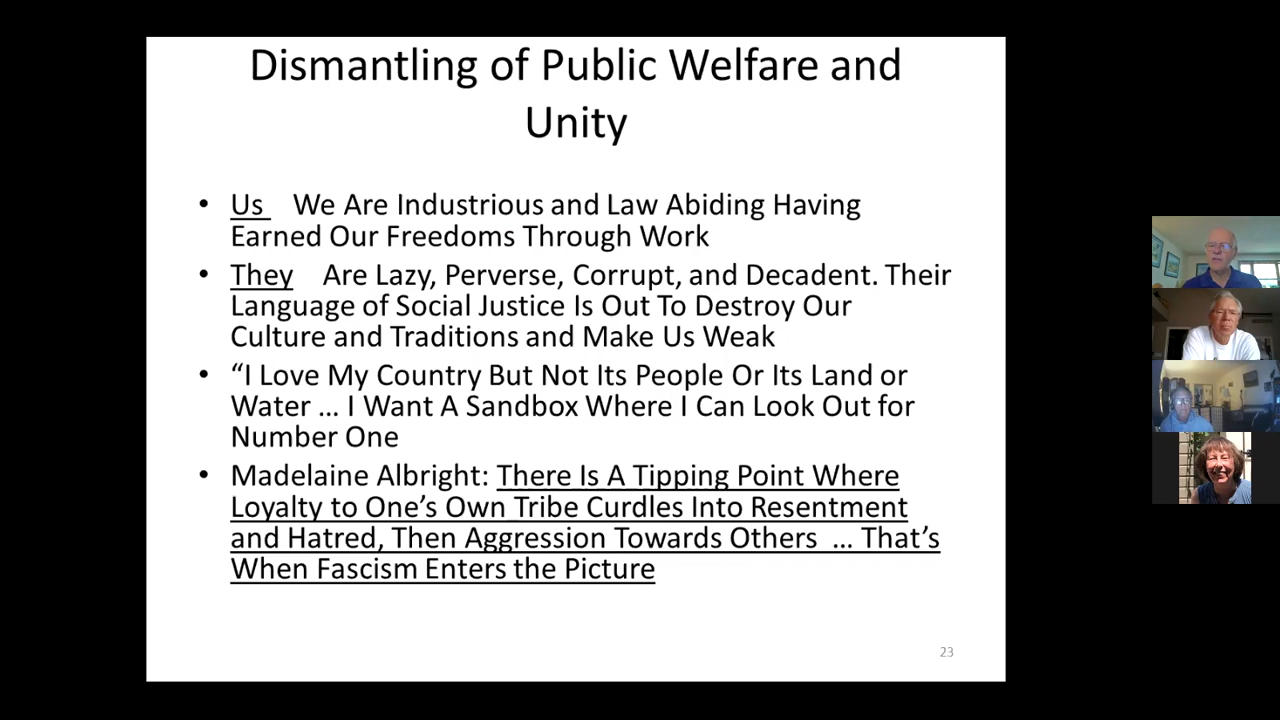 Dismantling of Public Welfare and
Unity
• Us We Are Industrious and Law Abiding Having
Earned Our Freedoms Through Work
• They Are Lazy, Perverse, Corrupt, and Decadent. Their
Language of Social Justice Is Out To Destroy Our
Culture and Traditions and Make Us Weak
• “I Love My Country But Not Its People Or Its Land or
Water … I Want A Sandbox Where I Can Look Out for
Number One
• Madelaine Albright: There Is A Tipping Point Where
Loyalty to One’s Own Tribe Curdles Into Resentment
and Hatred, Then Aggression Towards Others … That’s
When Fascism Enters the Picture
23